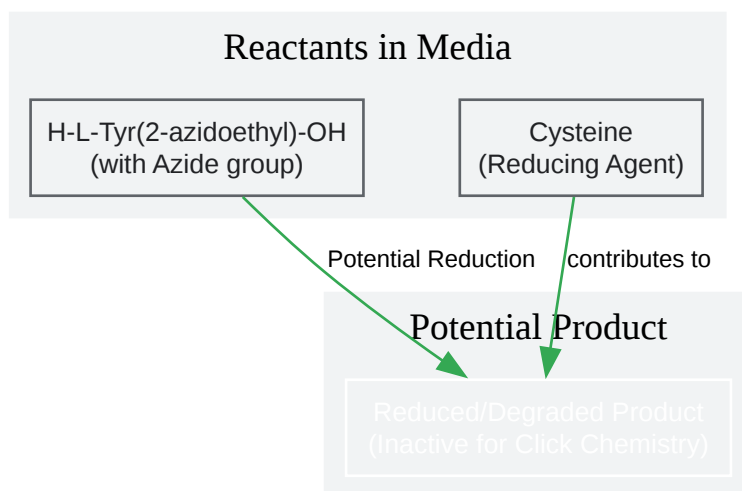 Reactants in Media
H-L-Tyr(2-azidoethyl)-OH
(with Azide group)
Cysteine
(Reducing Agent)
Potential Reduction
contributes to
Potential Product
Reduced/Degraded Product
(Inactive for Click Chemistry)